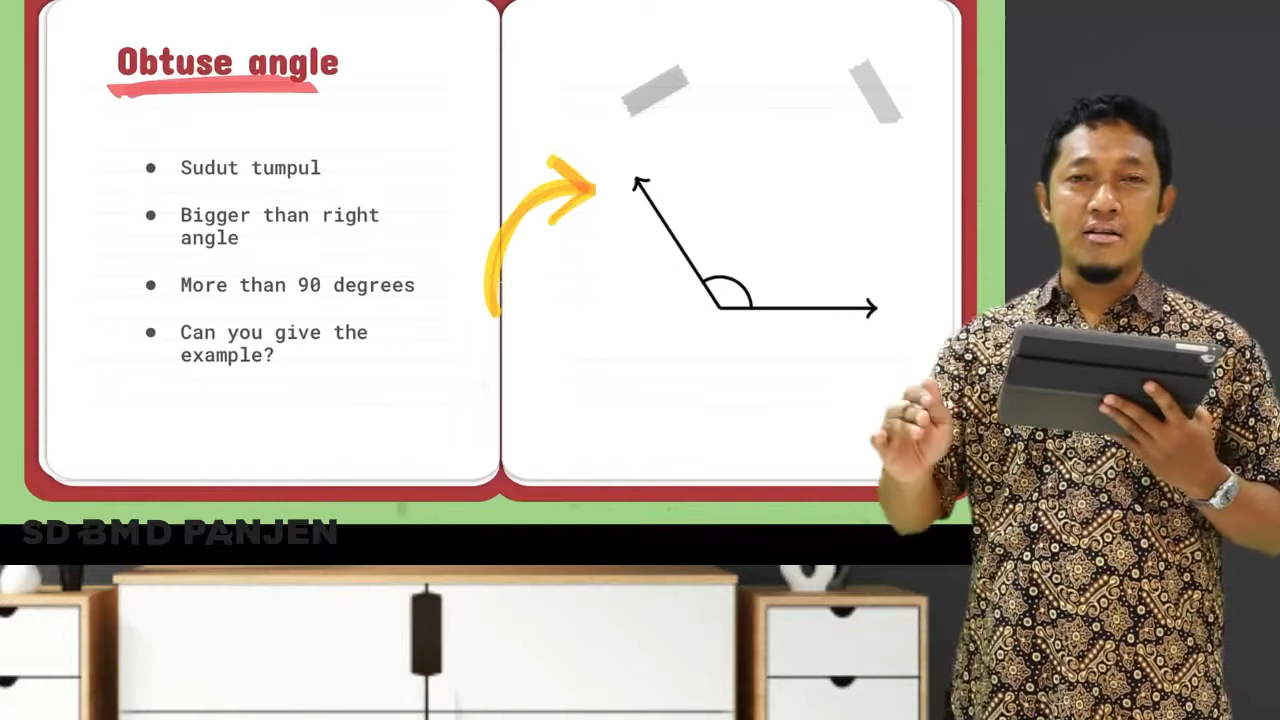 Obtuse angle
Sudut tumpul
Bigger than right
angle
More than 90 degrees
Can you give the
example?
SD BMD PANJEN